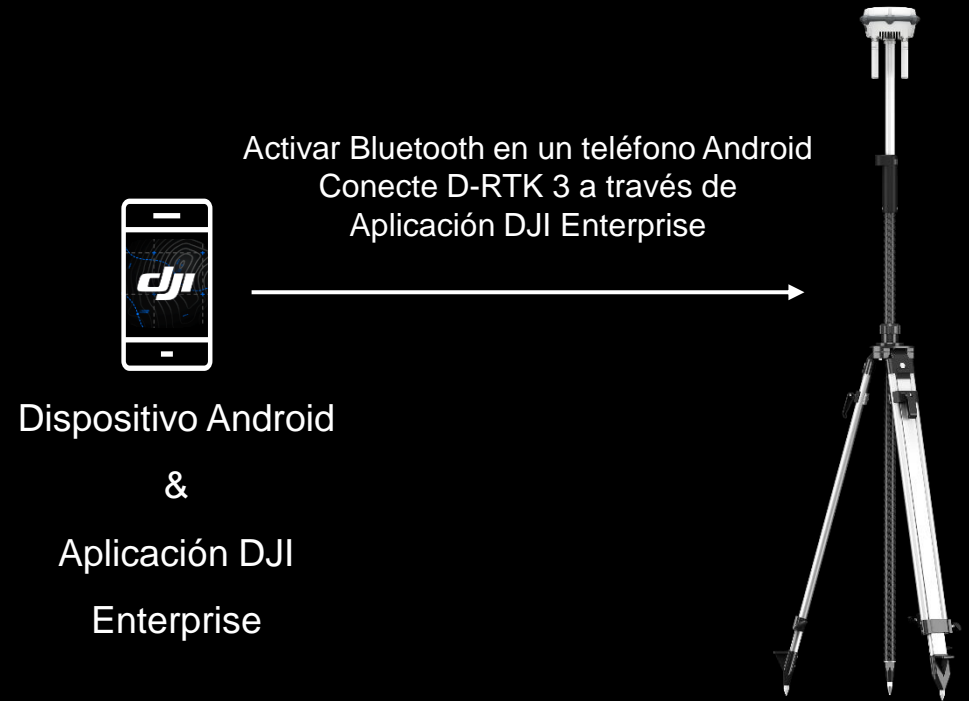 Activar Bluetooth en un teléfono Android
Conecte D-RTK 3 a través de
Aplicación DJI Enterprise
dji
Dispositivo Android
&
Aplicación DJI
Enterprise